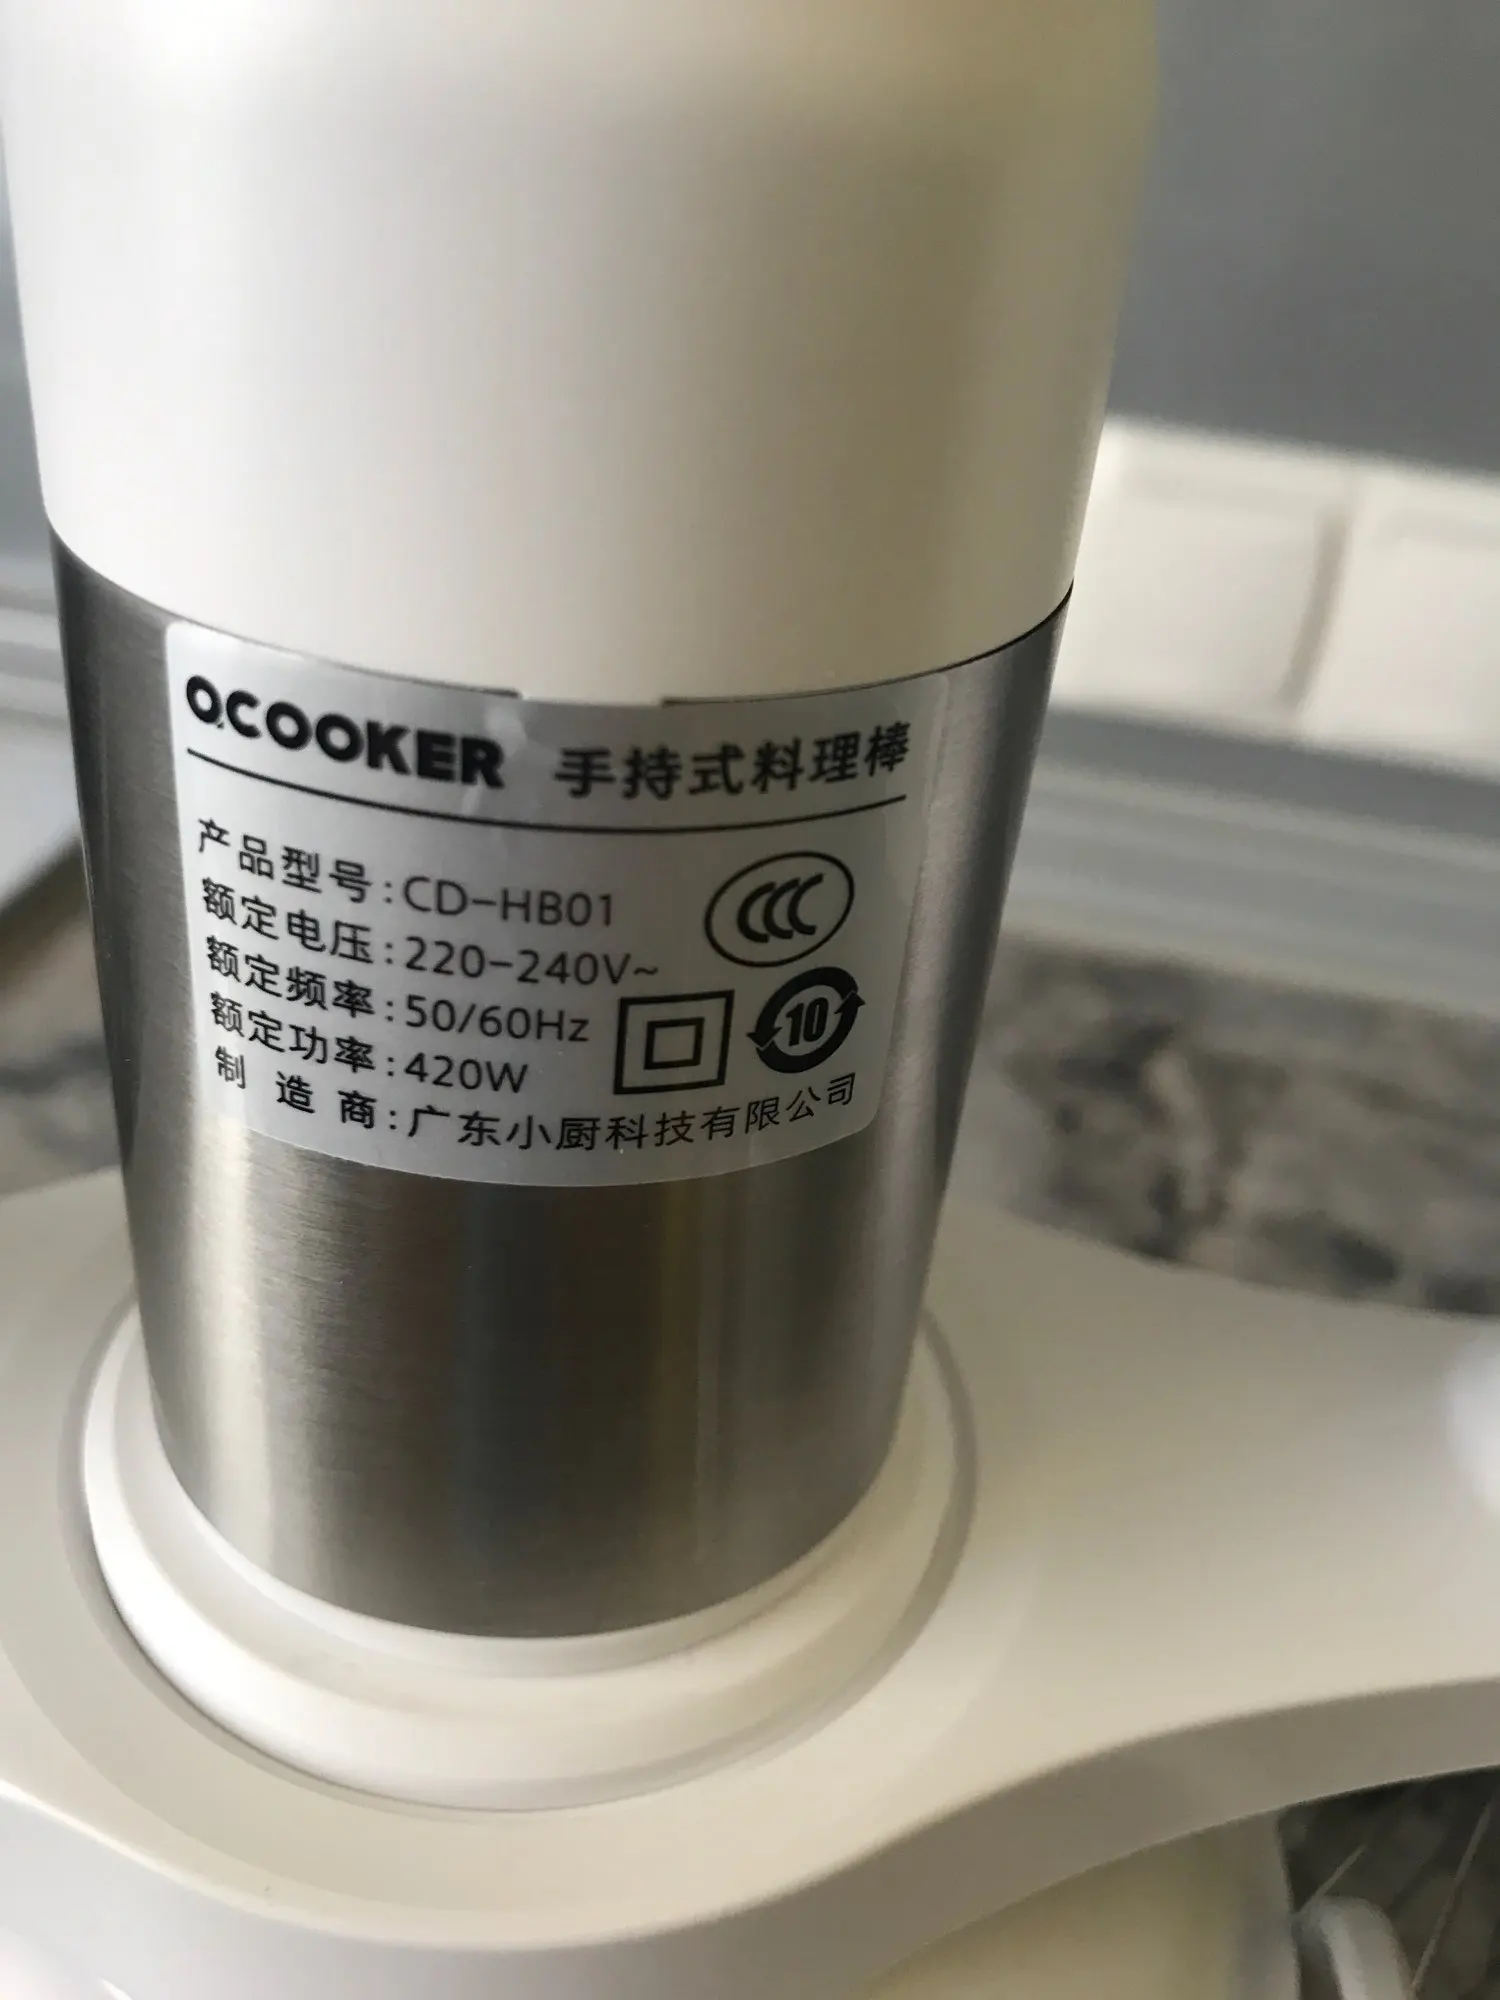 QCOOKER 手持式料理棒
产品型号:CD-HB01
额定电压:220-240V~
额定频率:50/60Hz
额定功率:420W
制造商:广东小厨科技有限公司
CCC
10